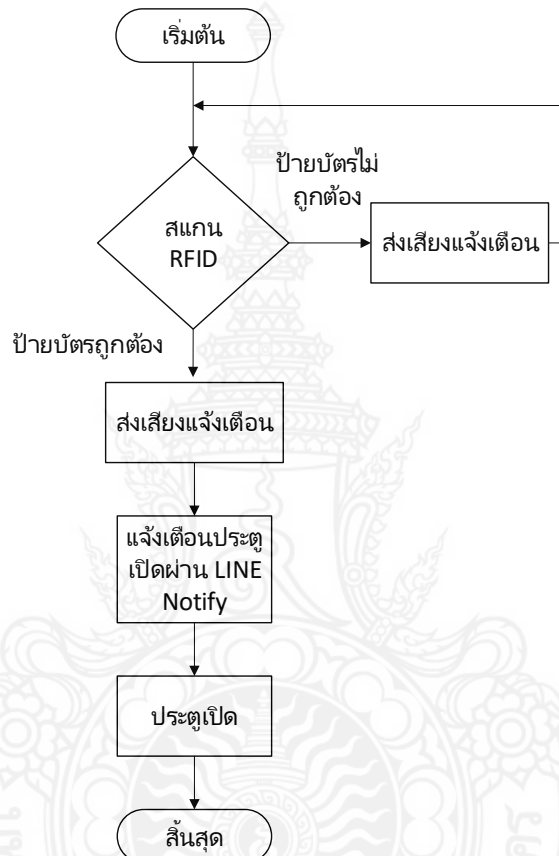 เริ่มต้น
ป้ายบัตรไม่
ถูกต้อง
สแกน
RFID
ส่งเสียงแจ้งเตือน
ป้ายบัตรถูกต้อง
ส่งเสียงแจ้งเตือน
แจ้งเตือนประตู
เปิดผ่าน LINE
Notify
ประตูเปิด
สิ้นสุด